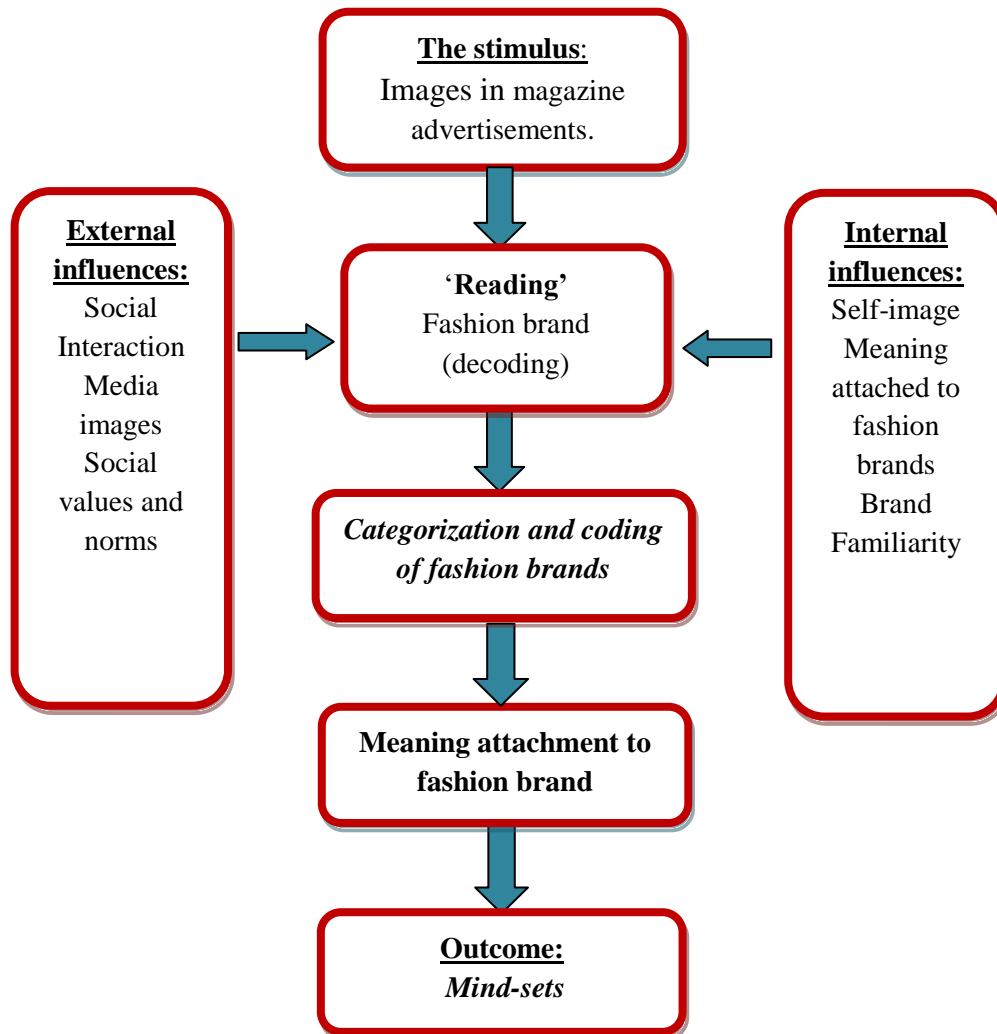 The stimulus:
Images in magazine
advertisements.
External
influences:
Social
Interaction
Media
images
Social
values and
norms
‘Reading’
Fashion brand
(decoding)
Internal
influences:
Self-image
Meaning
attached to
fashion
brands
Brand
Familiarity
Categorization and coding
of fashion brands
Meaning attachment to
fashion brand
Outcome:
Mind-sets